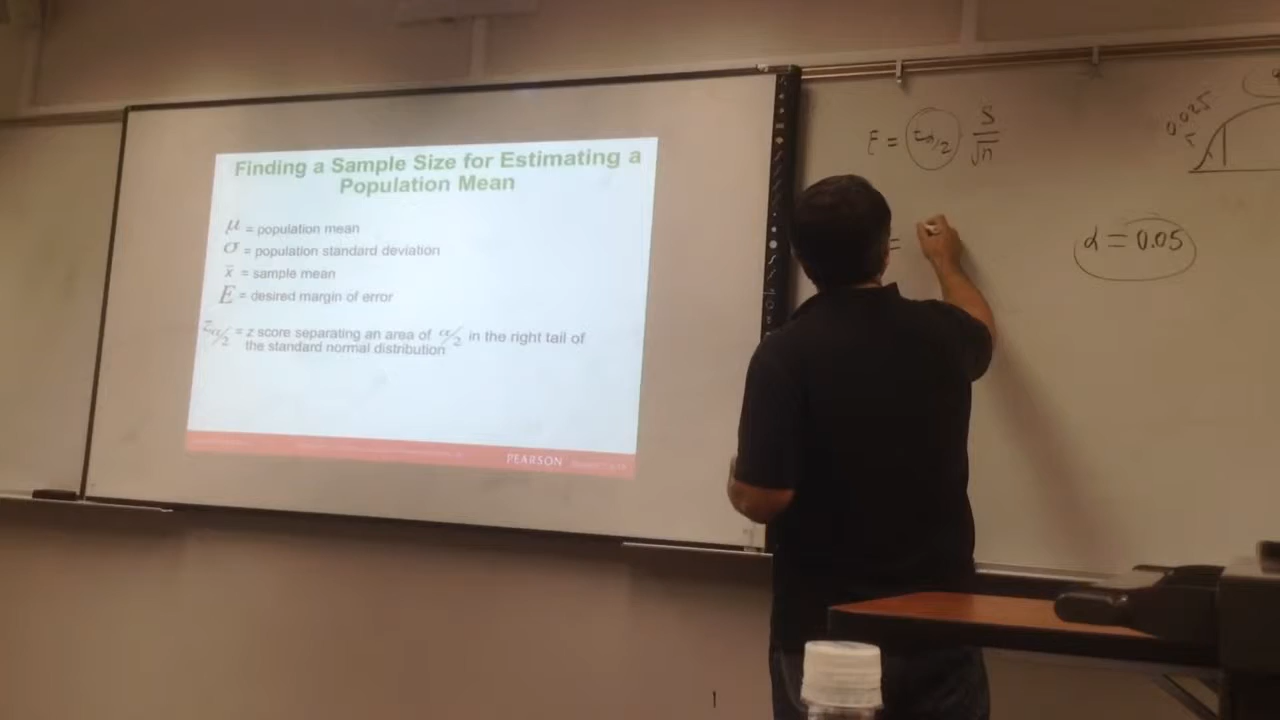 Finding a Sample Size for Estimating a
Population Mean
μ = population mean
σ = population standard deviation
x̄ = sample mean
E = desired margin of error
zα/2 = z score separating an area of α/2 in the right tail of
the standard normal distribution
PEARSON
E = tα/2 s/√n
=
α = 0.05
0.025